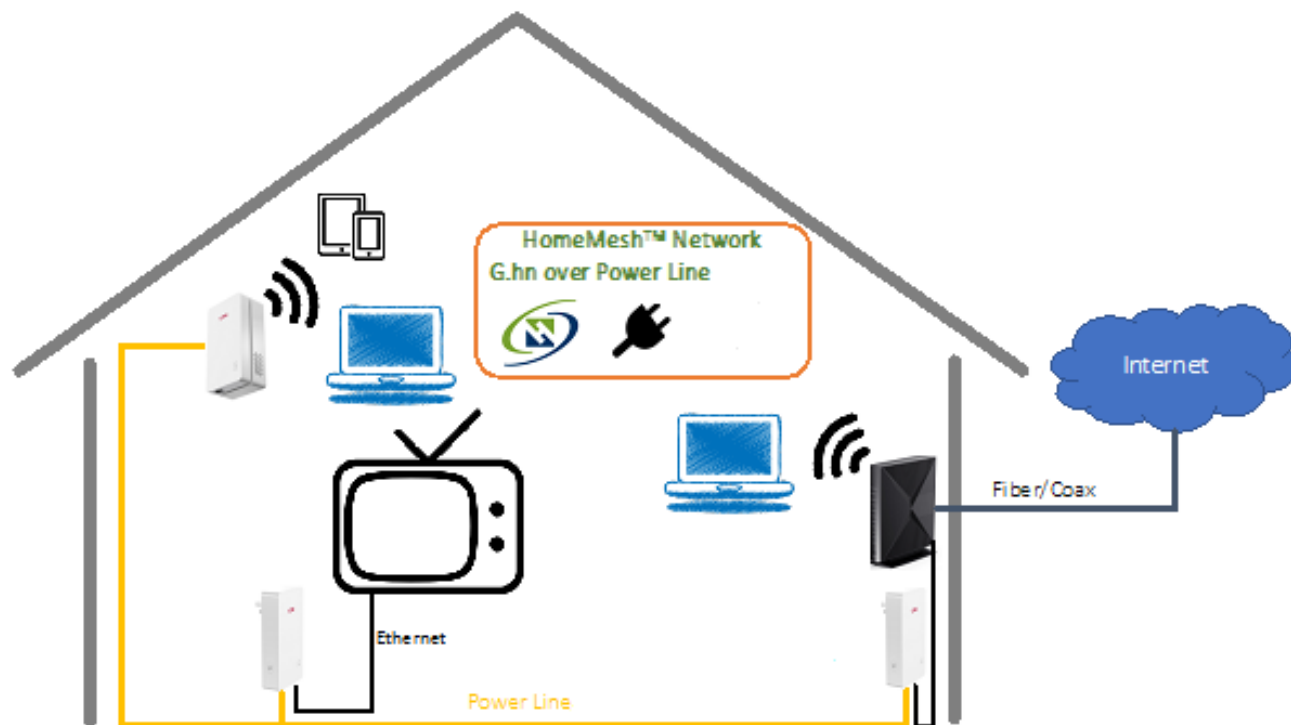 HomeMesh™ Network
G.hn over Power Line
Internet
Fiber/Coax
Ethernet
Power Line